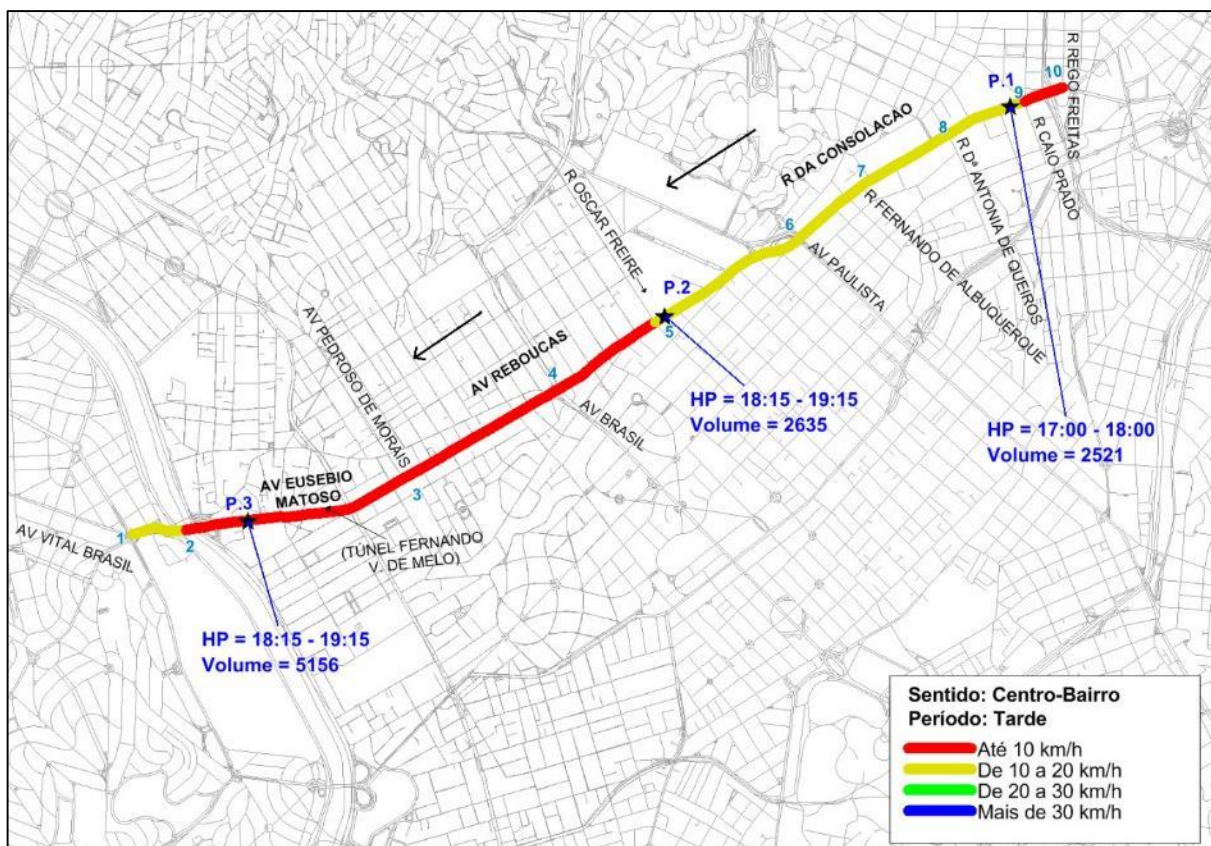 R REGO FREITAS
10
P.1
9
R CAIO PRADO
8
R Dª ANTONIA DE QUEIROS
R DA CONSOLACAO
7
R FERNANDO DE ALBUQUERQUE
R OSCAR FREIRE
6
AV PAULISTA
P.2
5
AV REBOUCAS
AV PEDROSO DE MORAIS
4
AV BRASIL
HP = 18:15 - 19:15
Volume = 2635
HP = 17:00 - 18:00
Volume = 2521
AV EUSEBIO
MATOSO
3
P.3
1
2
AV VITAL BRASIL
(TÚNEL FERNANDO
V. DE MELO)
HP = 18:15 - 19:15
Volume = 5156
Sentido: Centro-Bairro
Período: Tarde
Até 10 km/h
De 10 a 20 km/h
De 20 a 30 km/h
Mais de 30 km/h